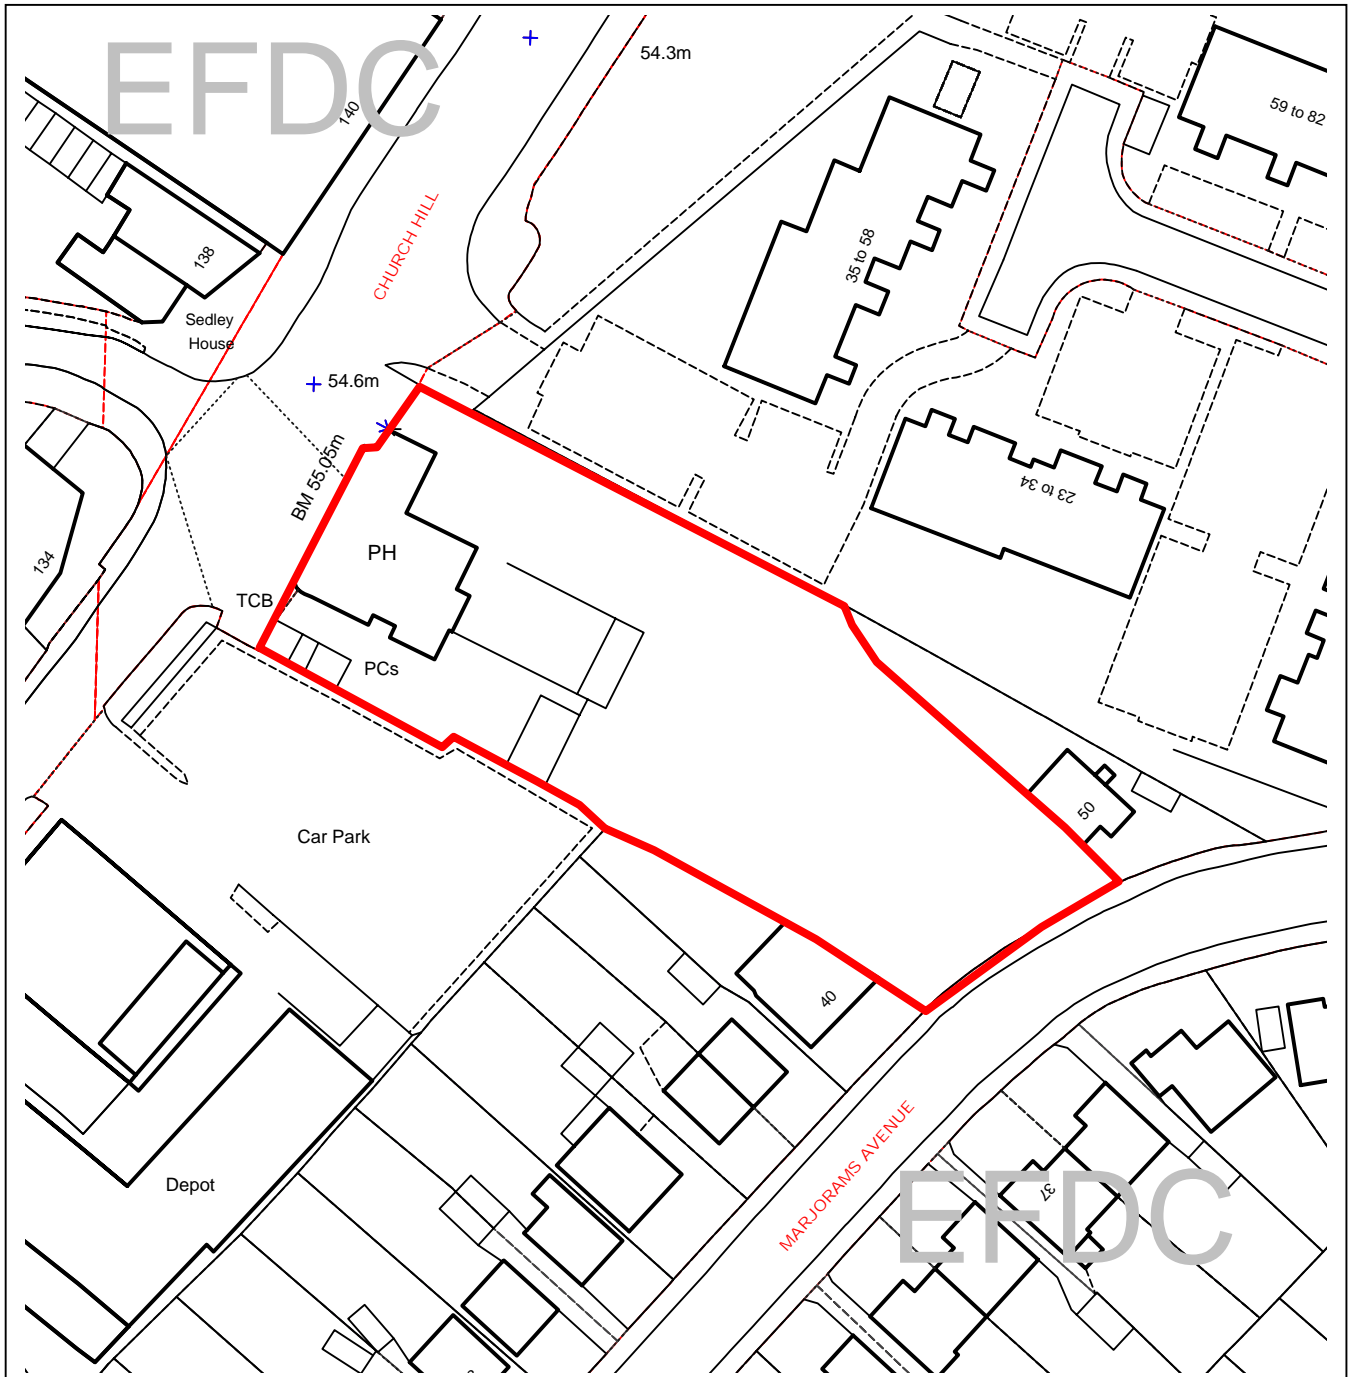 EFDC
54.3m
140
59 to 82
CHURCH HILL
138
35 to 58
Sedley
House
54.6m
BM 55.05m
23 to 34
134
PH
TCB
PCs
50
Car Park
40
MARJORAMS AVENUE
Depot
37
EFDC